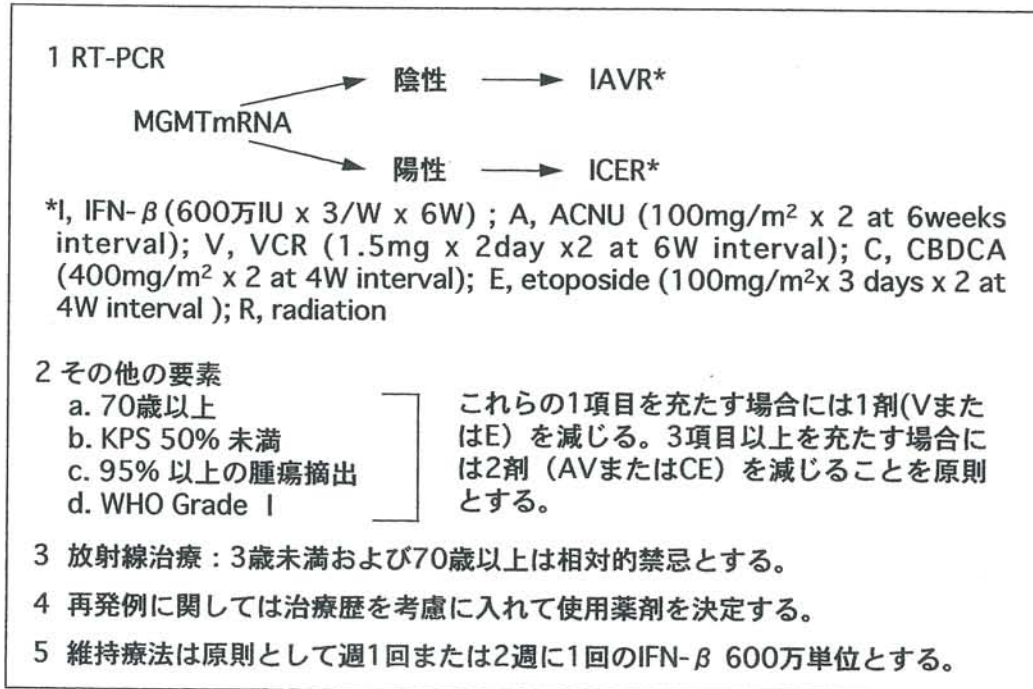 1 RT-PCR
陰性 → IAVR*
MGMTmRNA
陽性 → ICER*
*I, IFN-β(600万IU x 3/W x 6W) ; A, ACNU (100mg/m² x 2 at 6weeks
interval); V, VCR (1.5mg x 2day x2 at 6W interval); C, CBDCA
(400mg/m² x 2 at 4W interval); E, etoposide (100mg/m²x 3 days x 2 at
4W interval ); R, radiation
2 その他の要素
a. 70歳以上
b. KPS 50% 未満
c. 95% 以上の腫瘍摘出
d. WHO Grade I
これらの1項目を充たす場合には1剤(Vまた
はE）を減じる。3項目以上を充たす場合に
は2剤（AVまたはCE）を減じることを原則
とする。
3 放射線治療：3歳未満および70歳以上は相対的禁忌とする。
4 再発例に関しては治療歴を考慮に入れて使用薬剤を決定する。
5 維持療法は原則として週1回または2週に1回のIFN-β 600万単位とする。